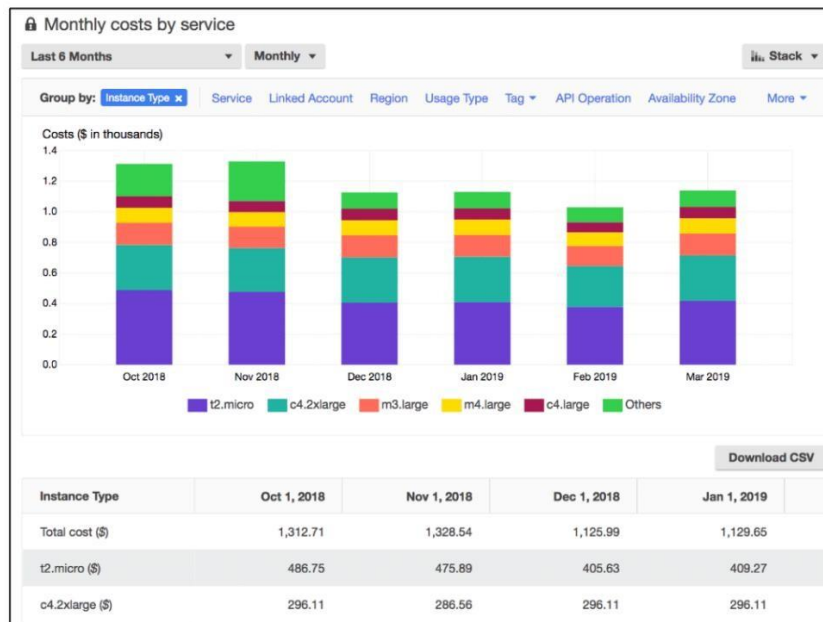 Monthly costs by service
Last 6 Months Monthly Stack
Group by: Instance Type × Service Linked Account Region Usage Type Tag API Operation Availability Zone More
Costs ($ in thousands)
1.4
1.2
1.0
0.8
0.6
0.4
0.2
0.0
Oct 2018 Nov 2018 Dec 2018 Jan 2019 Feb 2019 Mar 2019
t2.micro c4.2xlarge m3.large m4.large c4.large Others
Download CSV
Instance Type Oct 1, 2018 Nov 1, 2018 Dec 1, 2018 Jan 1, 2019
Total cost ($) 1,312.71 1,328.54 1,125.99 1,129.65
t2.micro ($) 486.75 475.89 405.63 409.27
c4.2xlarge ($) 296.11 286.56 296.11 296.11